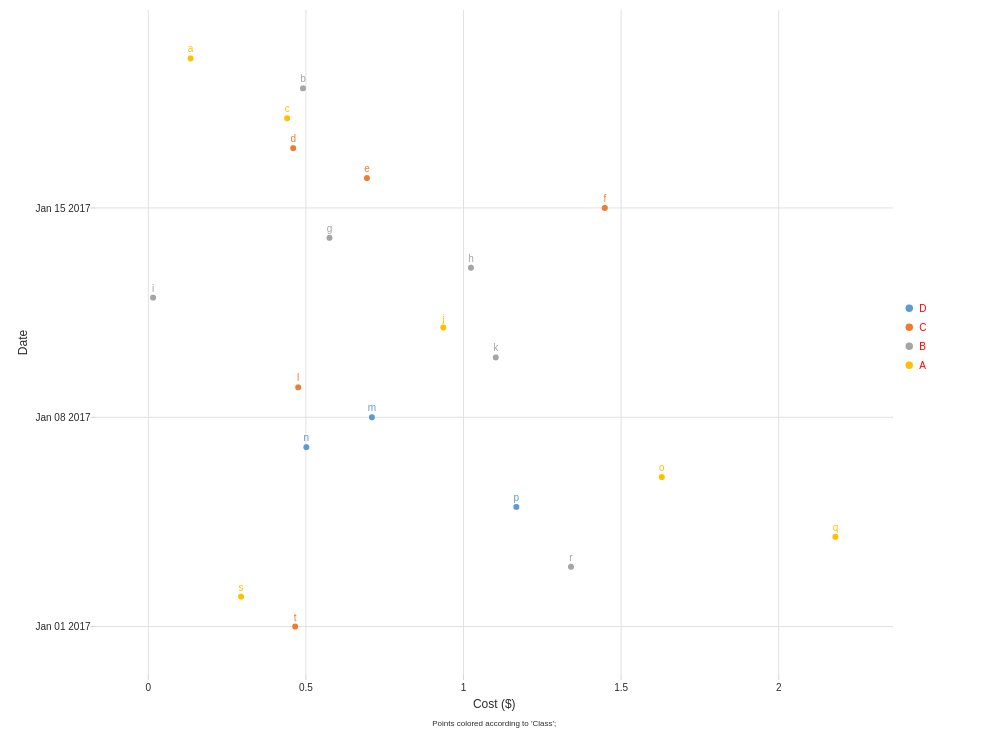 a
b
c
d
e
f
Jan 15 2017
g
h
i
j
D
C
Date
B
k
A
l
m
Jan 08 2017
n
o
p
q
r
s
t
Jan 01 2017
0
0.5
1
1.5
2
Cost ($)
Points colored according to 'Class';